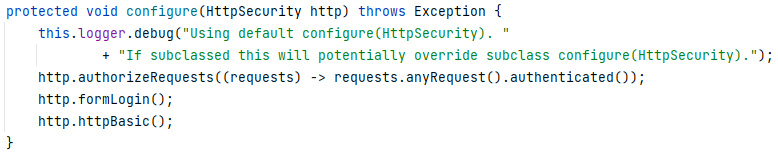 protected void configure(HttpSecurity http) throws Exception {
    this.logger.debug("Using default configure(HttpSecurity). "
            + "If subclassed this will potentially override subclass configure(HttpSecurity).");
    http.authorizeRequests((requests) -> requests.anyRequest().authenticated());
    http.formLogin();
    http.httpBasic();
}